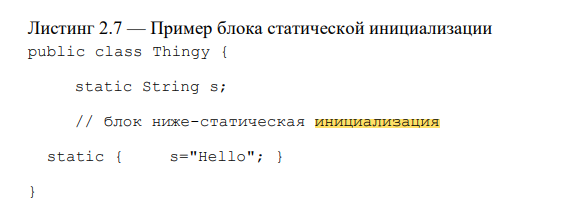 Листинг 2.7 — Пример блока статической инициализации
public class Thingy {
static String s;
// блок ниже-статическая инициализация
static {     s="Hello"; }
}